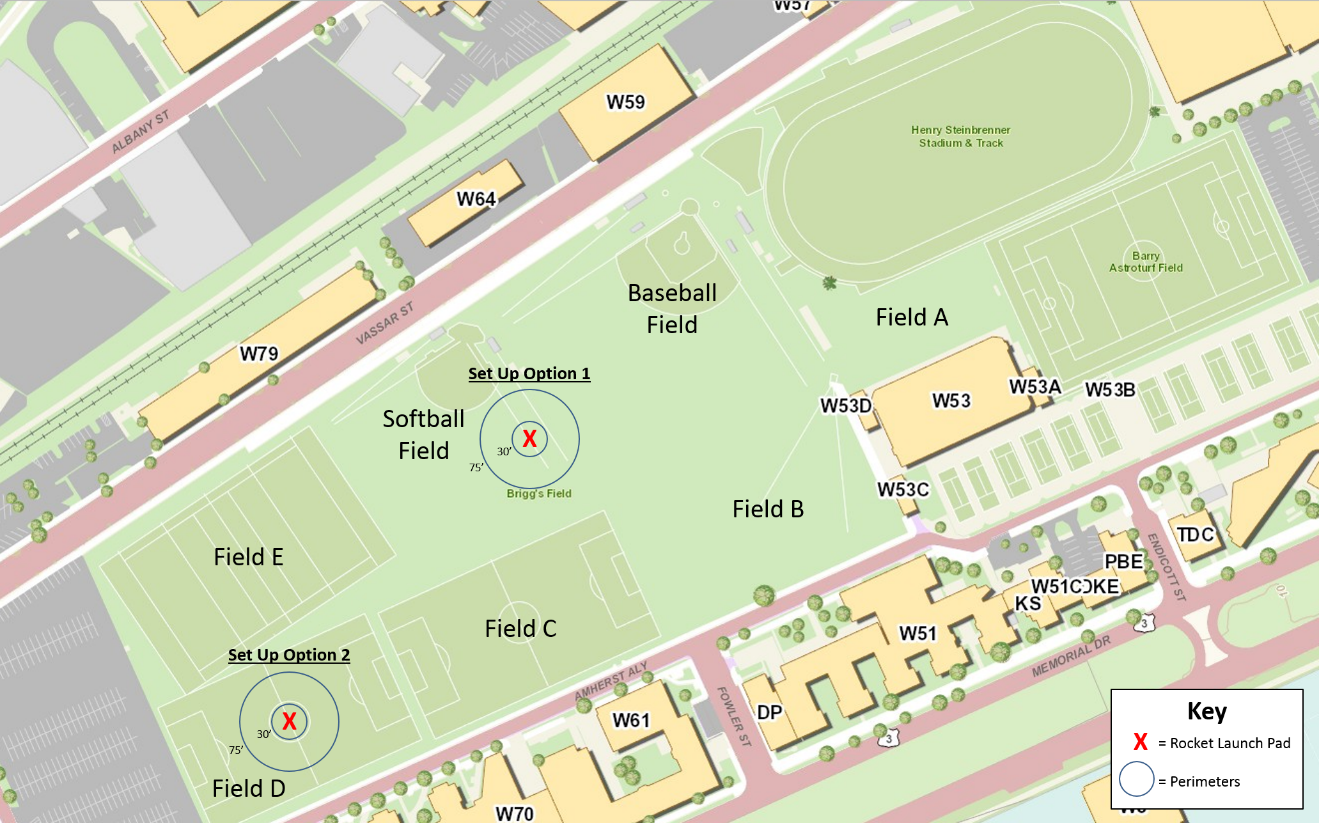 W57
W59
ALBANY ST
Henry Steinbrenner
Stadium & Track
W64
Barry
Astroturf Field
Baseball
Field
Field A
VASSAR ST
W79
Set Up Option 1
W53A
W53B
W53
W53D
Softball
Field
30'
75'
Brigg's Field
W53C
Field B
TDC
Field E
PBE
ENDICOTT ST
W51C
KE
KS
Field C
W51
3
Set Up Option 2
MEMORIAL DR
AMHERST ALY
FOWLER ST
DP
W61
30'
75'
3
Field D
W70
Key
X = Rocket Launch Pad
= Perimeters
X
X